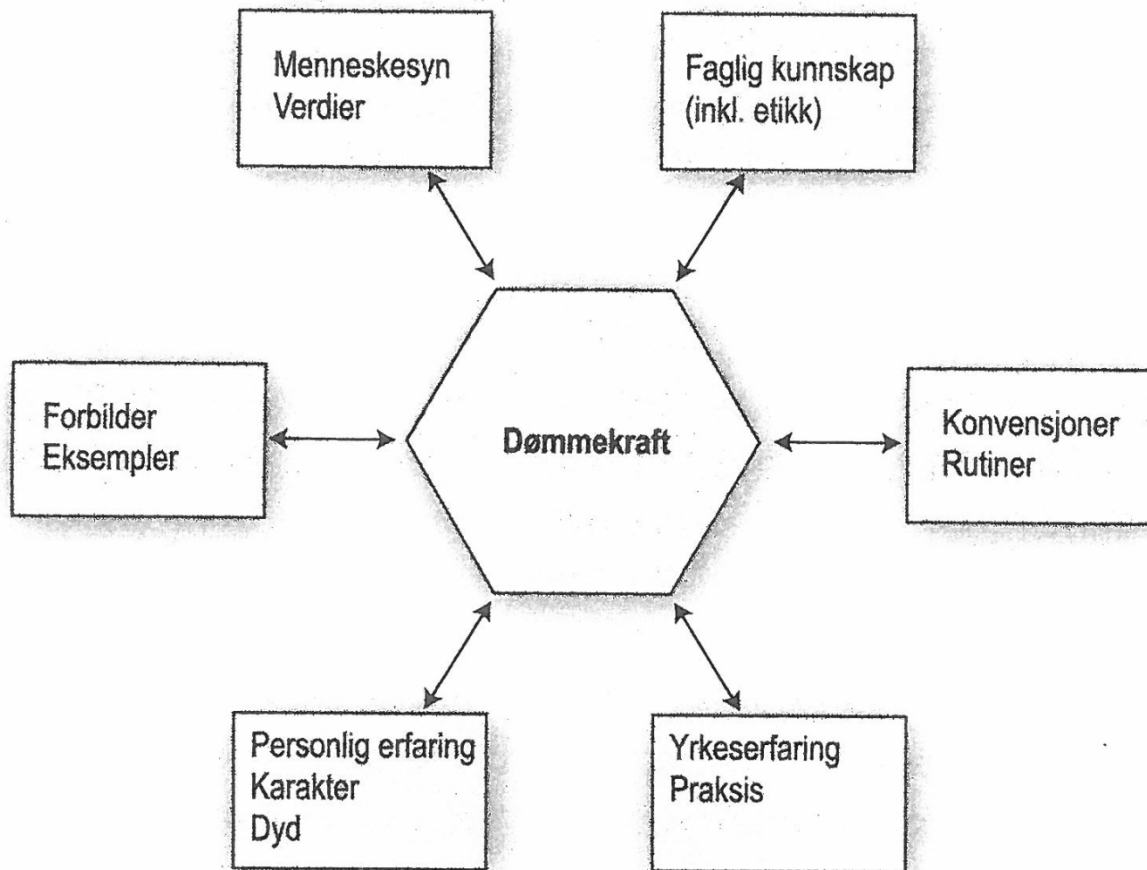 Menneskesyn
Verdier
Faglig kunnskap
(inkl. etikk)
Forbilder
Eksempler
Dømmekraft
Konvensjoner
Rutiner
Personlig erfaring
Karakter
Dyd
Yrkeserfaring
Praksis